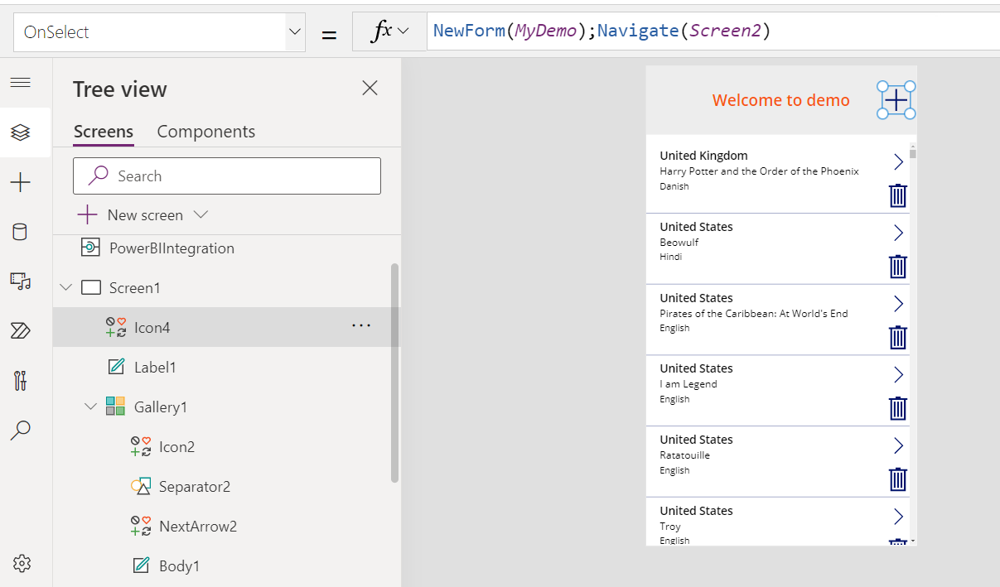 OnSelect
=
fx
NewForm(MyDemo);Navigate(Screen2)
Tree view
Screens
Components
Search
New screen
PowerBIIntegration
Screen1
Icon4
Label1
Gallery1
Icon2
Separator2
NextArrow2
Body1
Welcome to demo
United Kingdom
Harry Potter and the Order of the Phoenix
Danish
United States
Beowulf
Hindi
United States
Pirates of the Caribbean: At World's End
English
United States
I am Legend
English
United States
Ratatouille
English
United States
Troy
English